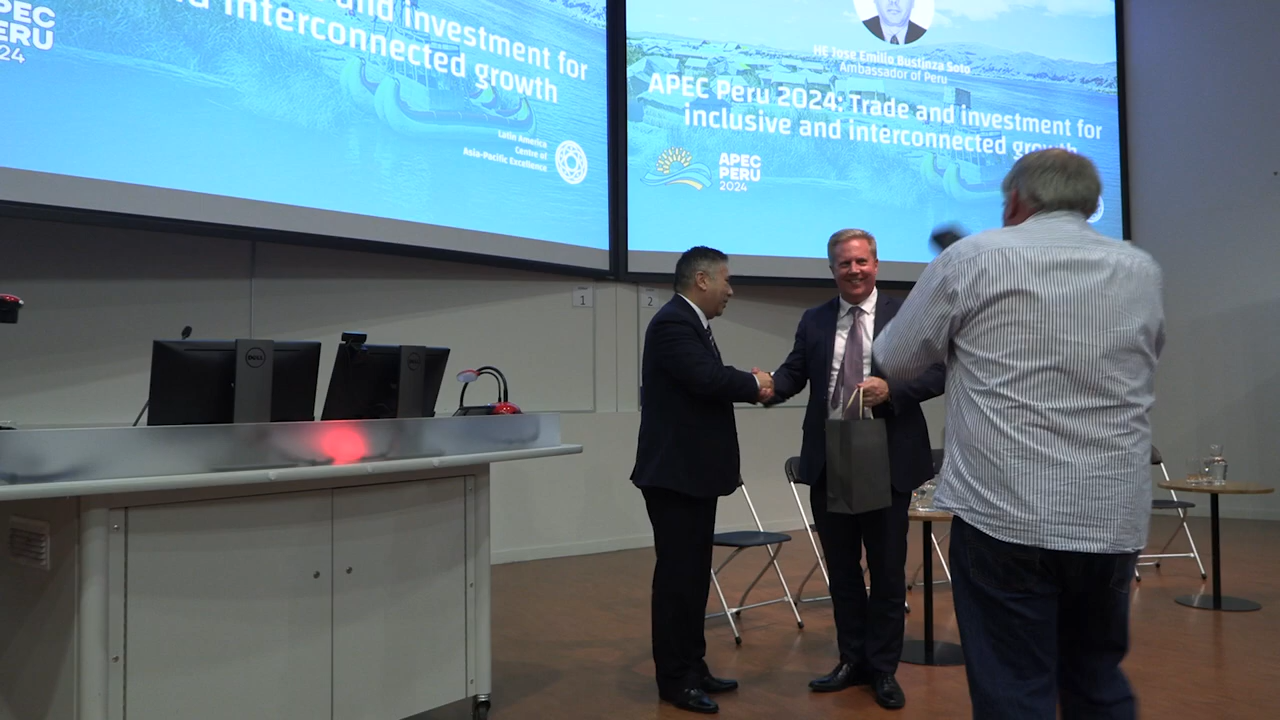 APEC
PERU
2024
and investment for
d interconnected growth
Latin America
Centre of
Asia-Pacific Excellence
HE Jose Emilio Bustinza Soto
Ambassador of Peru
APEC Peru 2024: Trade and investment for
inclusive and interconnected growth
APEC
PERU
2024
1
2
DELL